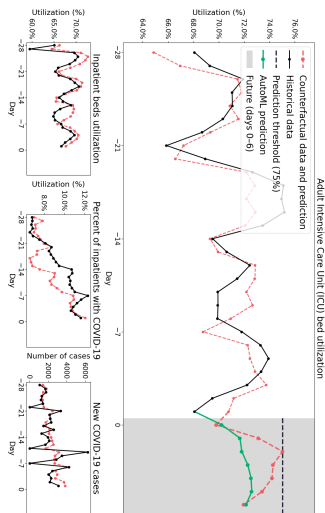 Adult Intensive Care Unit (ICU) bed utilization
Counterfactual data and prediction
Historical data
Prediction threshold (75%)
AutoML prediction
Future (days 0-6)
76.0%
74.0%
72.0%
70.0%
68.0%
66.0%
64.0%
Utilization (%)
−28
−21
−14
−7
0
Day
Inpatient beds utilization
70.0%
65.0%
60.0%
Utilization (%)
−28
−21
−14
−7
0
Day
Percent of inpatients with COVID-19
12.0%
10.0%
8.0%
Utilization (%)
−28
−21
−14
−7
0
Day
New COVID-19 cases
6000
4000
2000
0
Number of cases
−28
−21
−14
−7
0
Day